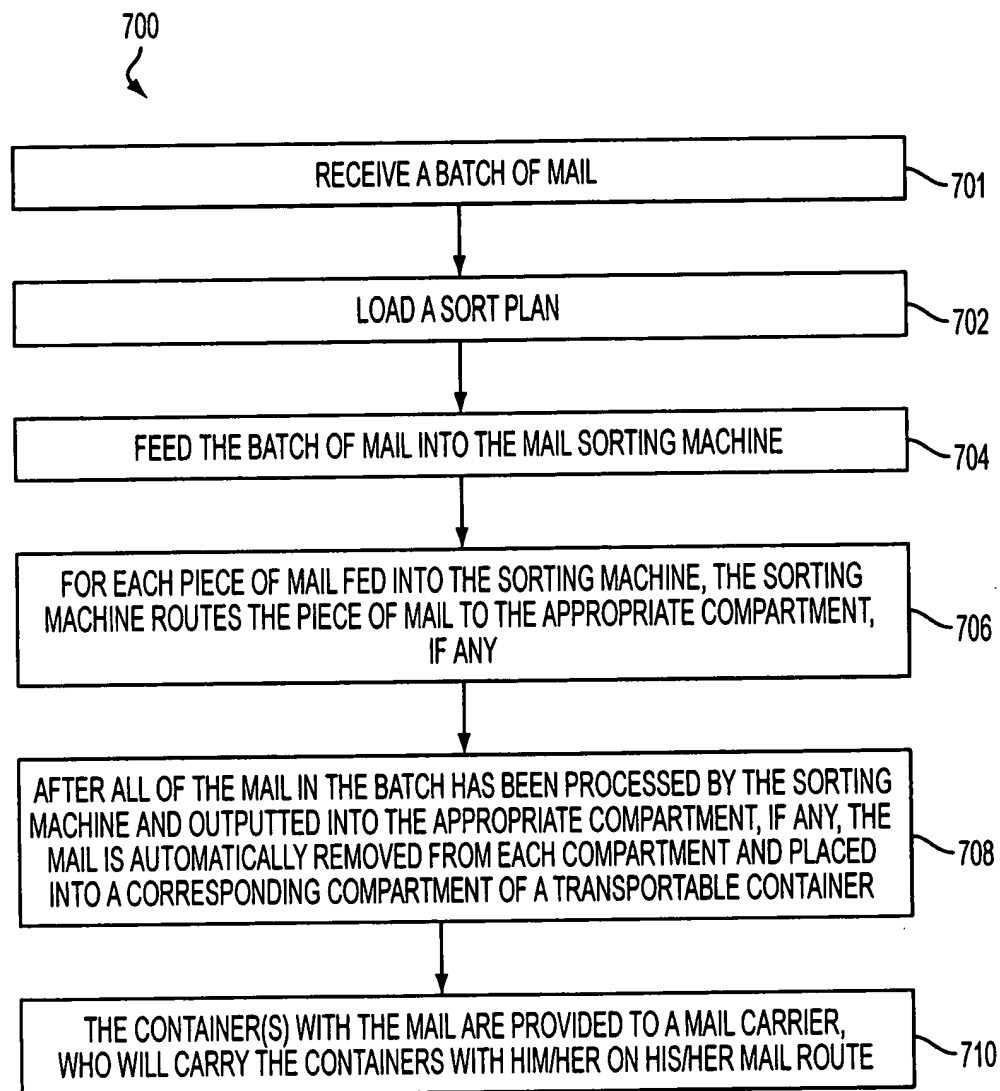 700
RECEIVE A BATCH OF MAIL
701
LOAD A SORT PLAN
702
FEED THE BATCH OF MAIL INTO THE MAIL SORTING MACHINE
704
FOR EACH PIECE OF MAIL FED INTO THE SORTING MACHINE, THE SORTING
MACHINE ROUTES THE PIECE OF MAIL TO THE APPROPRIATE COMPARTMENT,
IF ANY
706
AFTER ALL OF THE MAIL IN THE BATCH HAS BEEN PROCESSED BY THE SORTING
MACHINE AND OUTPUTTED INTO THE APPROPRIATE COMPARTMENT, IF ANY, THE
MAIL IS AUTOMATICALLY REMOVED FROM EACH COMPARTMENT AND PLACED
INTO A CORRESPONDING COMPARTMENT OF A TRANSPORTABLE CONTAINER
708
THE CONTAINER(S) WITH THE MAIL ARE PROVIDED TO A MAIL CARRIER,
WHO WILL CARRY THE CONTAINERS WITH HIM/HER ON HIS/HER MAIL ROUTE
710